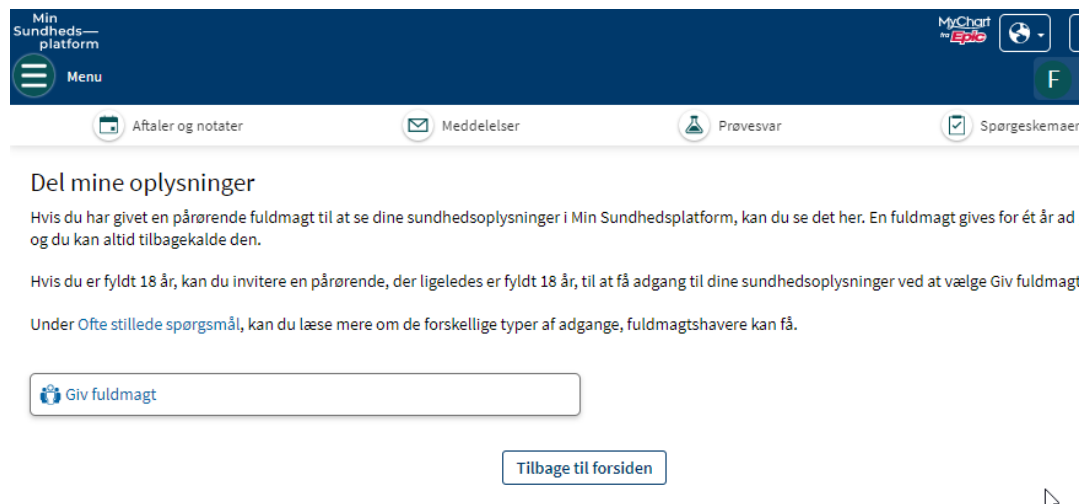 Min
Sundheds—
platform
MyChart
fra Epic
Menu
F
Aftaler og notater
Meddelelser
Prøvesvar
Spørgeskemaer
Del mine oplysninger
Hvis du har givet en pårørende fuldmagt til at se dine sundhedsoplysninger i Min Sundhedsplatform, kan du se det her. En fuldmagt gives for ét år ad
og du kan altid tilbagekalde den.
Hvis du er fyldt 18 år, kan du invitere en pårørende, der ligeledes er fyldt 18 år, til at få adgang til dine sundhedsoplysninger ved at vælge Giv fuldmagt
Under Ofte stillede spørgsmål, kan du læse mere om de forskellige typer af adgange, fuldmagtshavere kan få.
Giv fuldmagt
Tilbage til forsiden